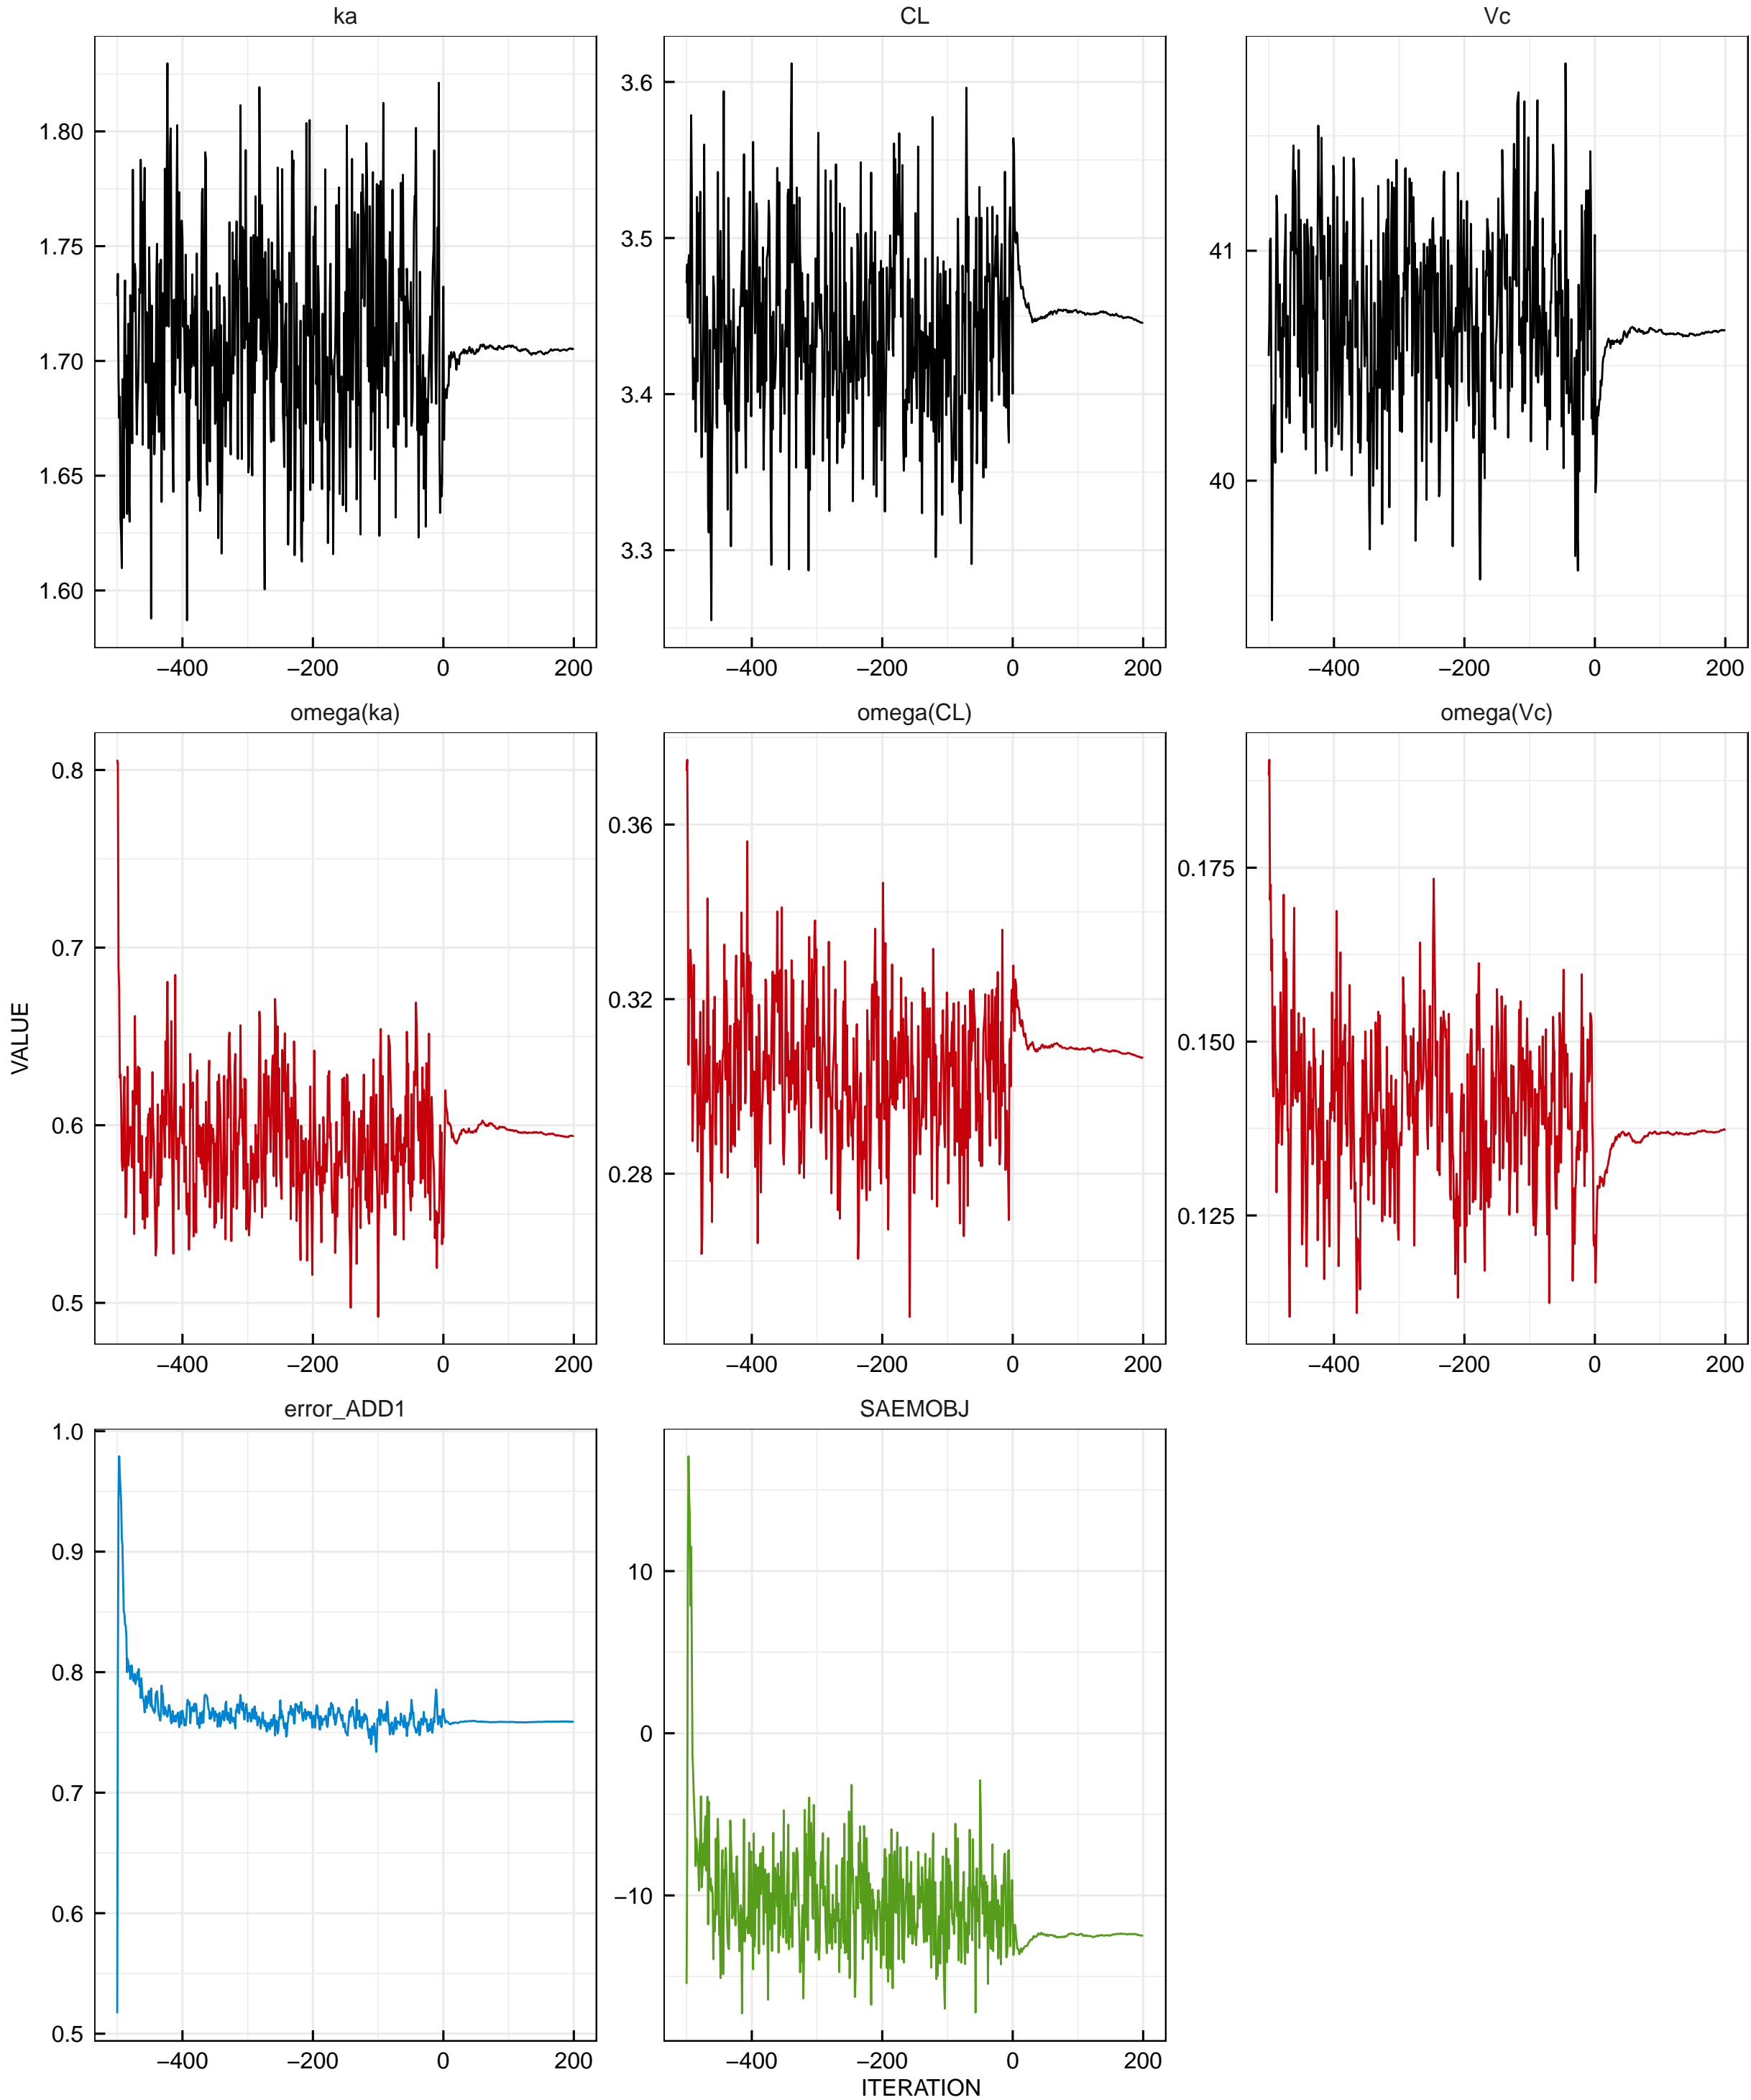 ka CL Vc
1.80 3.6
1.75 3.5 41
1.70
1.65 3.4 40
1.60 3.3
−400 −200 0 200 −400 −200 0 200 −400 −200 0 200
omega(ka) omega(CL) omega(Vc)
0.8 0.36 0.175
0.7 0.32 0.150
0.6 0.28 0.125
0.5
VALUE
−400 −200 0 200 −400 −200 0 200 −400 −200 0 200
error_ADD1 SAEMOBJ
1.0
0.9 10
0.8 0
0.7 −10
0.6
0.5
−400 −200 0 200 −400 −200 0 200
ITERATION